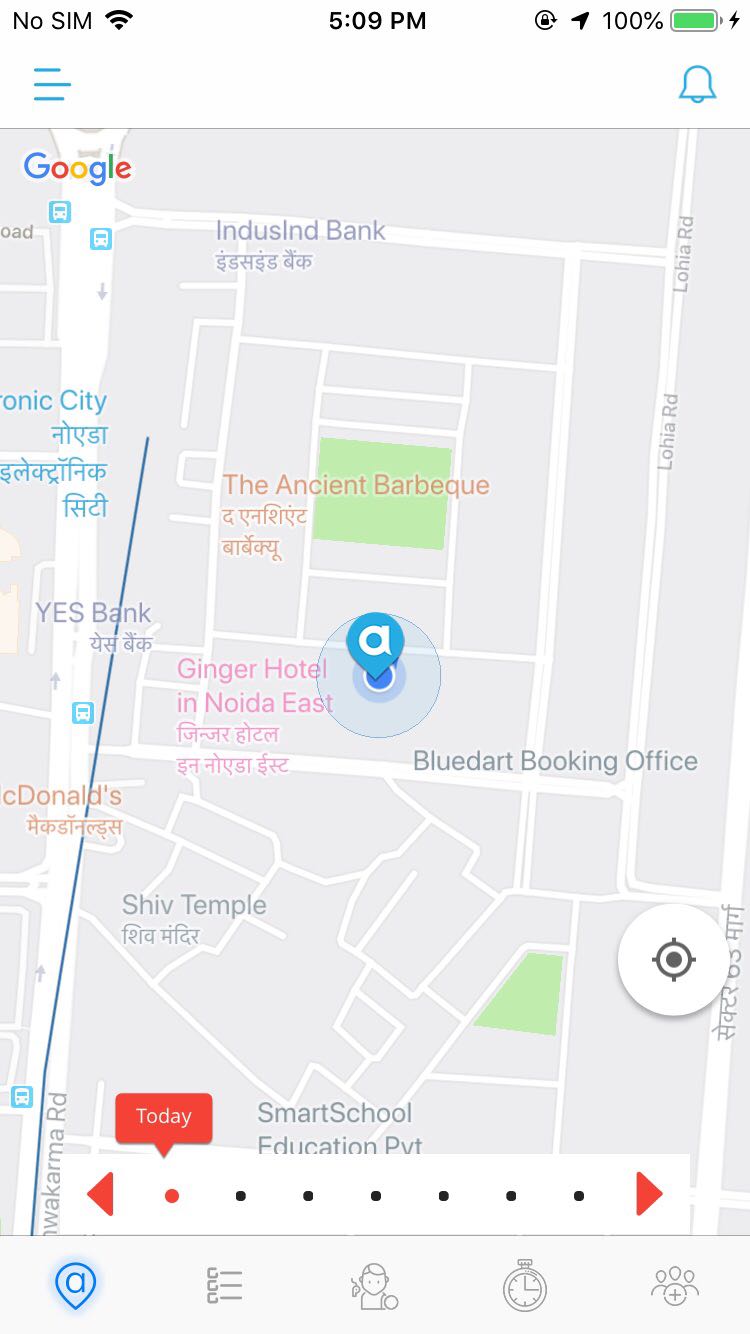 No SIM 5:09 PM 100%
Google
oad
IndusInd Bank
इंडसइंड बैंक
Lohia Rd
Lohia Rd
ronic City
नोएडा
इलेक्ट्रॉनिक
सिटी
The Ancient Barbeque
द एनशिएंट
बार्बेक्यू
YES Bank
येस बैंक
a
Ginger Hotel
in Noida East
जिन्जर होटल
इन नोएडा ईस्ट
Bluedart Booking Office
cDonald's
मैकडॉनल्ड्स
Shiv Temple
शिव मंदिर
सेक्टर 63 मार्ग
wakarma Rd
Today
SmartSchool
Education Pvt
a